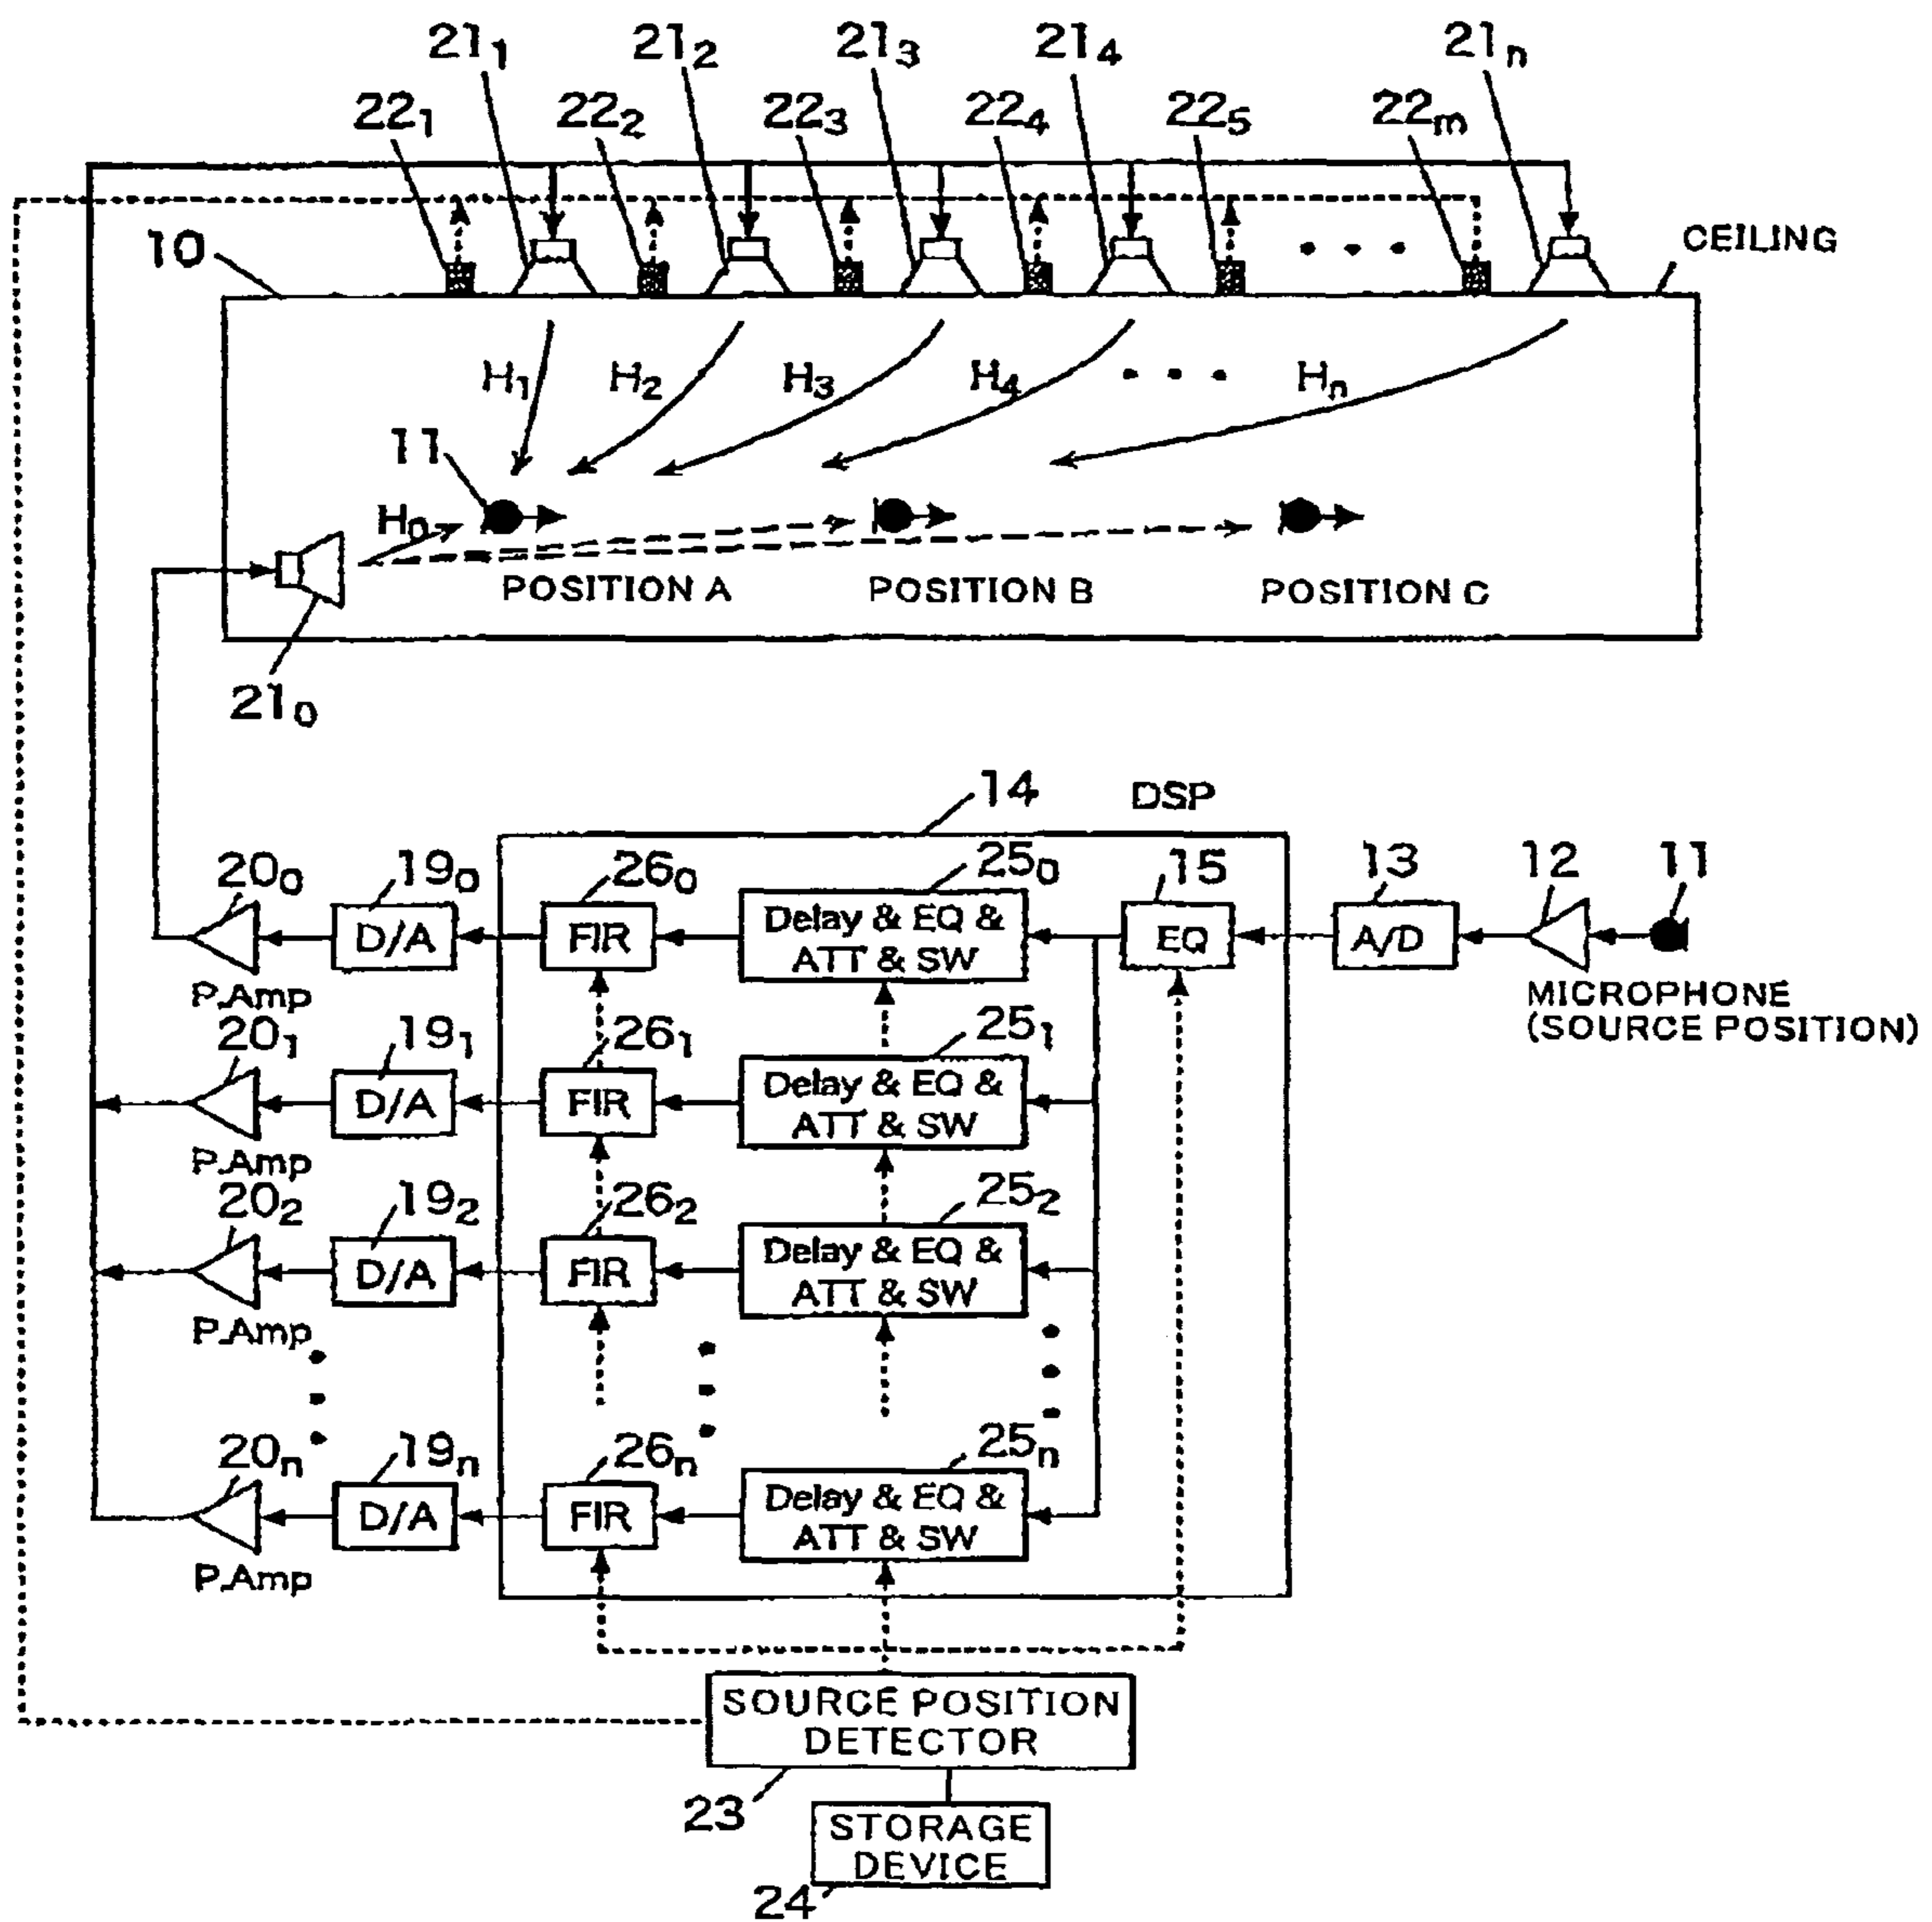 21₁ 21₂ 21₃ 21₄ 21n
22₁ 22₂ 22₃ 22₄ 22₅ 22m
10 CEILING
H₁ H₂ H₃ H₄ Hn
11
H₀
POSITION A POSITION B POSITION C
21₀
14 DSP
20₀ 19₀ 26₀ 25₀ 15 13 12 11
D/A FIR Delay & EQ & ATT & SW EQ A/D
P.Amp
MICROPHONE
(SOURCE POSITION)
20₁ 19₁ 26₁ 25₁
D/A FIR Delay & EQ & ATT & SW
P.Amp
20₂ 19₂ 26₂ 25₂
D/A FIR Delay & EQ & ATT & SW
P.Amp
20n 19n 26n 25n
D/A FIR Delay & EQ & ATT & SW
P.Amp
SOURCE POSITION
DETECTOR
23
STORAGE
DEVICE
24